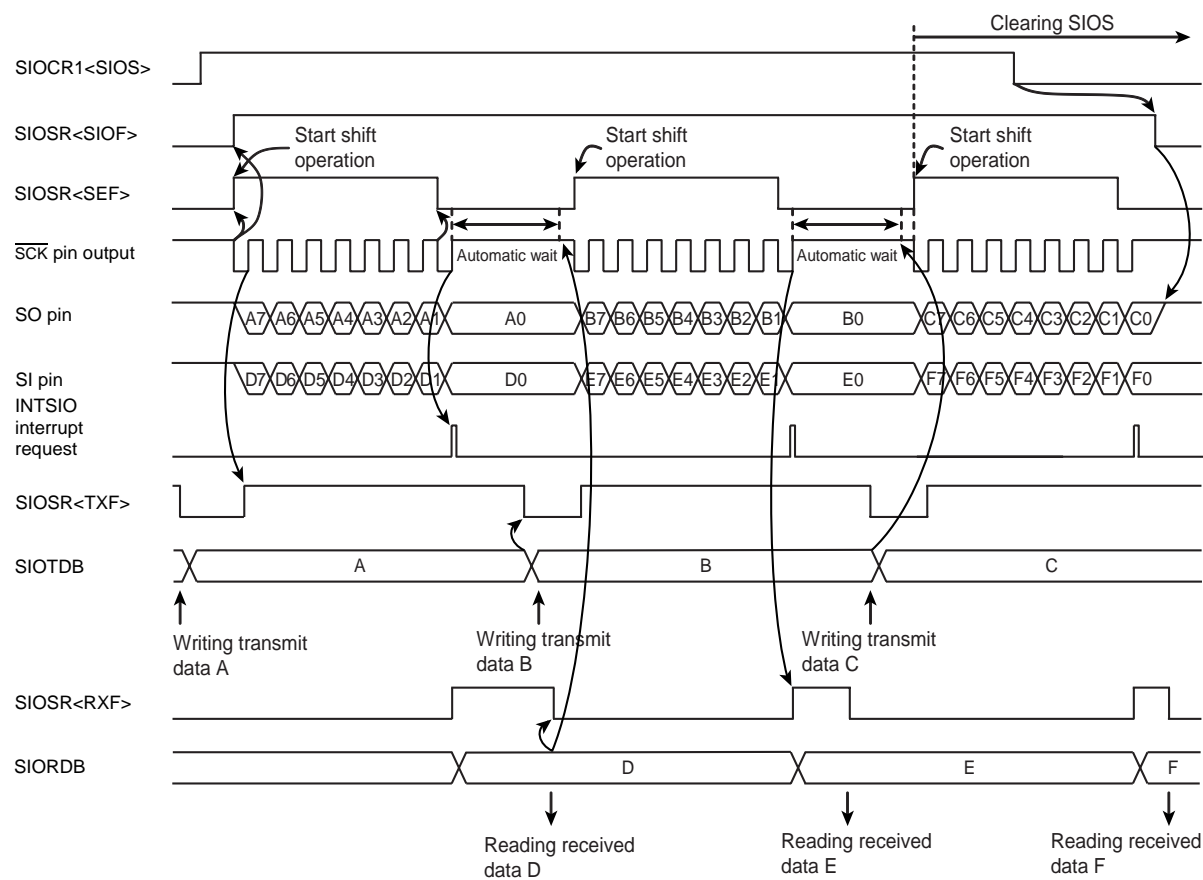 Clearing SIOS
SIOCR1<SIOS>
SIOSR<SIOF>
Start shift
operation
Start shift
operation
Start shift
operation
SIOSR<SEF>
SCK pin output
Automatic wait
Automatic wait
SO pin
A7 A6 A5 A4 A3 A2 A1 A0 B7 B6 B5 B4 B3 B2 B1 B0 C7 C6 C5 C4 C3 C2 C1 C0
SI pin
D7 D6 D5 D4 D3 D2 D1 D0 E7 E6 E5 E4 E3 E2 E1 E0 F7 F6 F5 F4 F3 F2 F1 F0
INTSIO
interrupt
request
SIOSR<TXF>
SIOTDB
A B C
Writing transmit
data A
Writing transmit
data B
Writing transmit
data C
SIOSR<RXF>
SIORDB
D E F
Reading received
data D
Reading received
data E
Reading received
data F